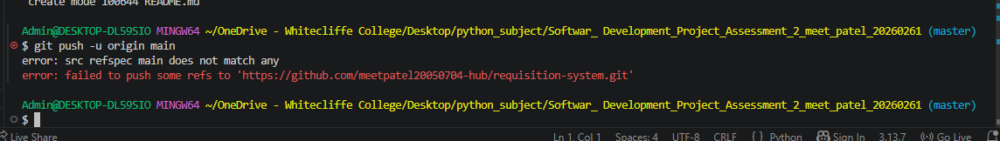 create mode 100644 README.md
Admin@DESKTOP-DL59SIO MINGW64 ~/OneDrive - Whitecliffe College/Desktop/python_subject/Softwar_ Development_Project_Assessment_2_meet_patel_20260261 (master)
$ git push -u origin main
error: src refspec main does not match any
error: failed to push some refs to 'https://github.com/meetpatel20050704-hub/requisition-system.git'
Admin@DESKTOP-DL59SIO MINGW64 ~/OneDrive - Whitecliffe College/Desktop/python_subject/Softwar_ Development_Project_Assessment_2_meet_patel_20260261 (master)
$
Live Share Ln 1, Col 1 Spaces: 4 UTF-8 CRLF { } Python Sign In 3.13.7 Go Live